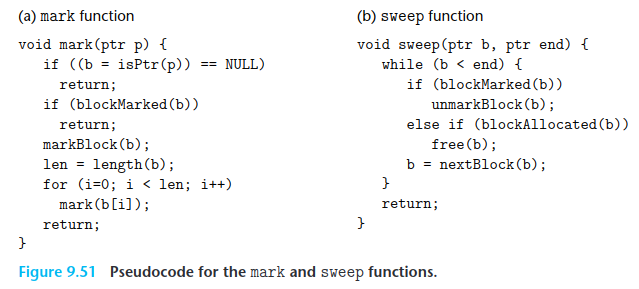 (a) mark function
void mark(ptr p) {
if ((b = isPtr(p)) == NULL)
return;
if (blockMarked(b))
return;
markBlock(b);
len = length(b);
for (i=0; i < len; i++)
mark(b[i]);
return;
}
(b) sweep function
void sweep(ptr b, ptr end) {
while (b < end) {
if (blockMarked(b))
unmarkBlock(b);
else if (blockAllocated(b))
free(b);
b = nextBlock(b);
}
return;
}
Figure 9.51 Pseudocode for the mark and sweep functions.